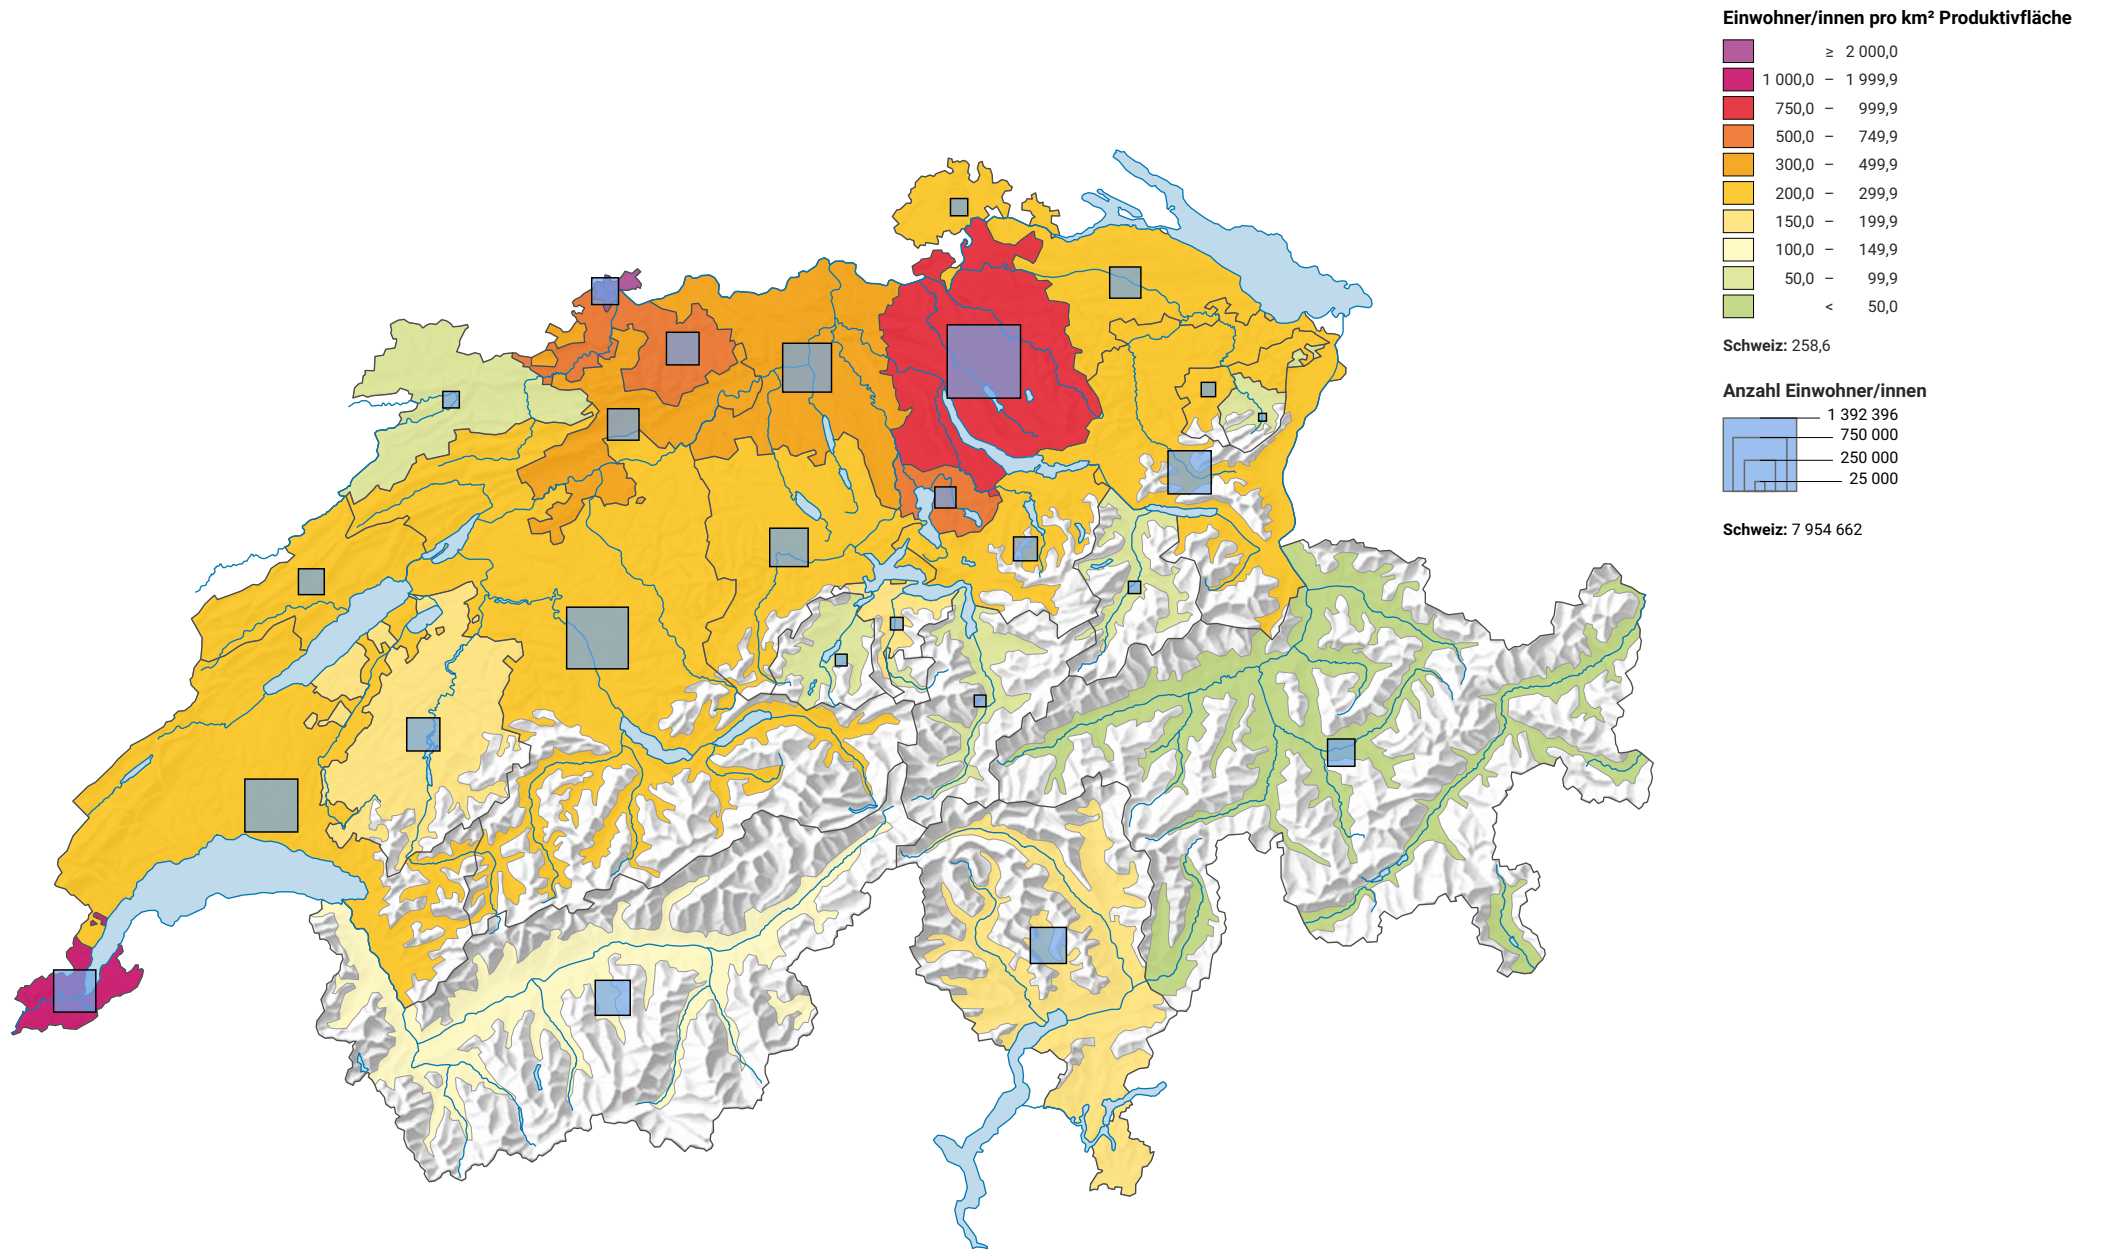 Einwohner/innen pro km² Produktivfläche
≥ 2 000,0
1 000,0 – 1 999,9
750,0 – 999,9
500,0 – 749,9
300,0 – 499,9
200,0 – 299,9
150,0 – 199,9
100,0 – 149,9
50,0 – 99,9
< 50,0
Schweiz: 258,6
Anzahl Einwohner/innen
1 392 396
750 000
250 000
25 000
Schweiz: 7 954 662